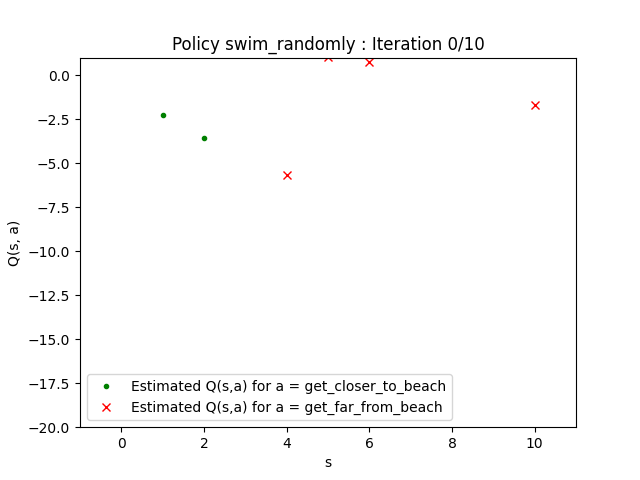 Policy swim_randomly : Iteration 0/10
0.0
−2.5
−5.0
−7.5
−10.0
−12.5
−15.0
−17.5
−20.0
Q(s, a)
Estimated Q(s,a) for a = get_closer_to_beach
Estimated Q(s,a) for a = get_far_from_beach
0 2 4 6 8 10
s